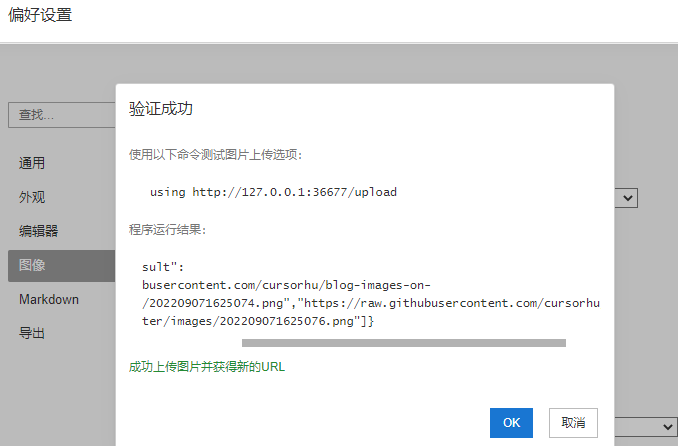 偏好设置
查找...
通用
外观
编辑器
图像
Markdown
导出
验证成功
使用以下命令测试图片上传选项：
using http://127.0.0.1:36677/upload
程序运行结果：
sult":
busercontent.com/cursorhu/blog-images-on-
/202209071625074.png","https://raw.githubusercontent.com/cursorhu
ter/images/202209071625076.png"]}
成功上传图片并获得新的URL
OK
取消